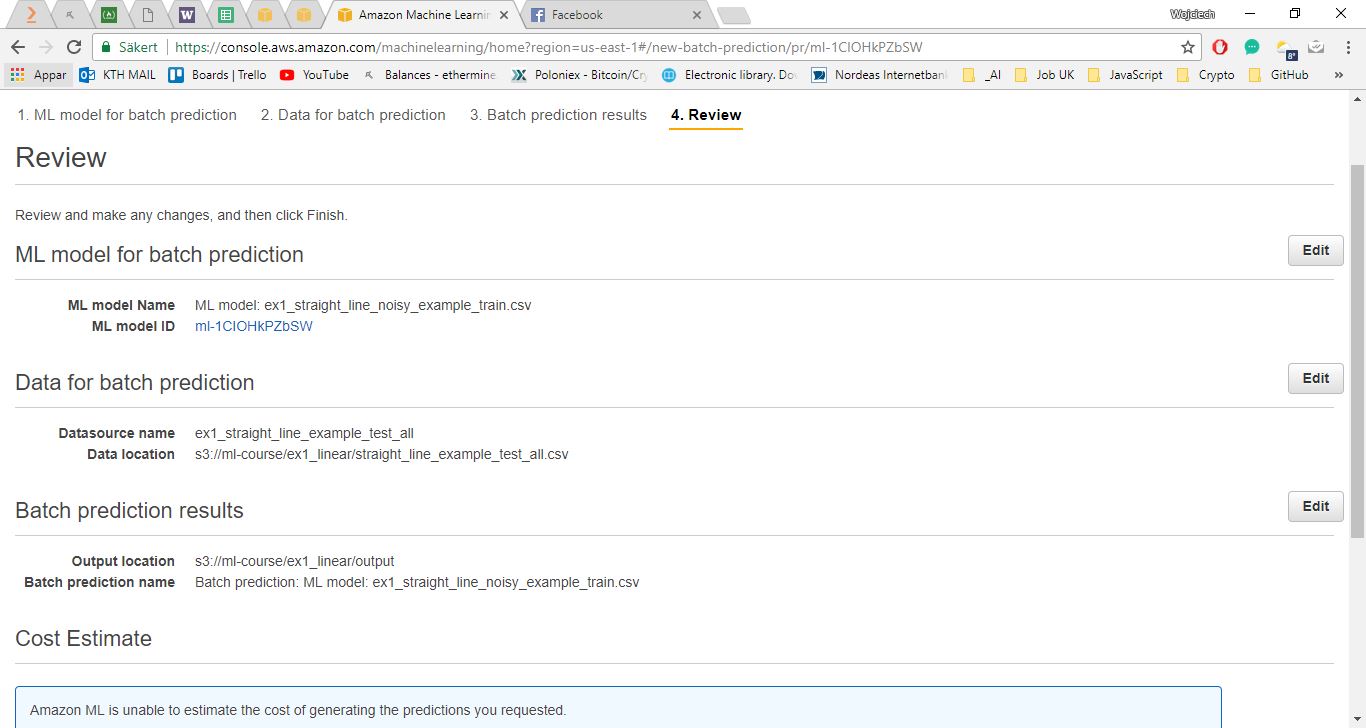 Amazon Machine Learnin
Facebook
Wojciech
Säkert
https://console.aws.amazon.com/machinelearning/home?region=us-east-1#/new-batch-prediction/pr/ml-1CIOHkPZbSW
8°
Appar
KTH MAIL
Boards | Trello
YouTube
Balances - ethermine
Poloniex - Bitcoin/Cry
Electronic library. Do
Nordeas Internetban
_AI
Job UK
JavaScript
Crypto
GitHub
»
1. ML model for batch prediction
2. Data for batch prediction
3. Batch prediction results
4. Review
Review
Review and make any changes, and then click Finish.
ML model for batch prediction
Edit
ML model Name ML model: ex1_straight_line_noisy_example_train.csv
ML model ID ml-1CIOHkPZbSW
Data for batch prediction
Edit
Datasource name ex1_straight_line_example_test_all
Data location s3://ml-course/ex1_linear/straight_line_example_test_all.csv
Batch prediction results
Edit
Output location s3://ml-course/ex1_linear/output
Batch prediction name Batch prediction: ML model: ex1_straight_line_noisy_example_train.csv
Cost Estimate
Amazon ML is unable to estimate the cost of generating the predictions you requested.